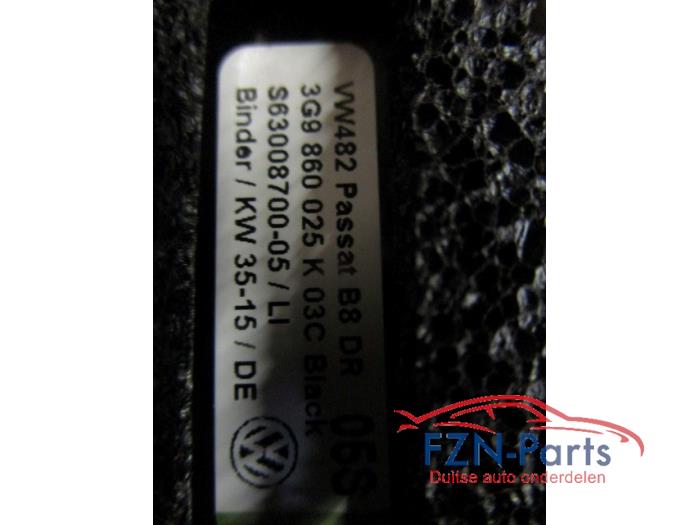 VW482 Passat B8 DR 05S
3G9 860 025 K 03C Black
S63008700-05 / LI
Binder / KW 35-15 / DE
FZN-Parts
Duitse auto onderdelen